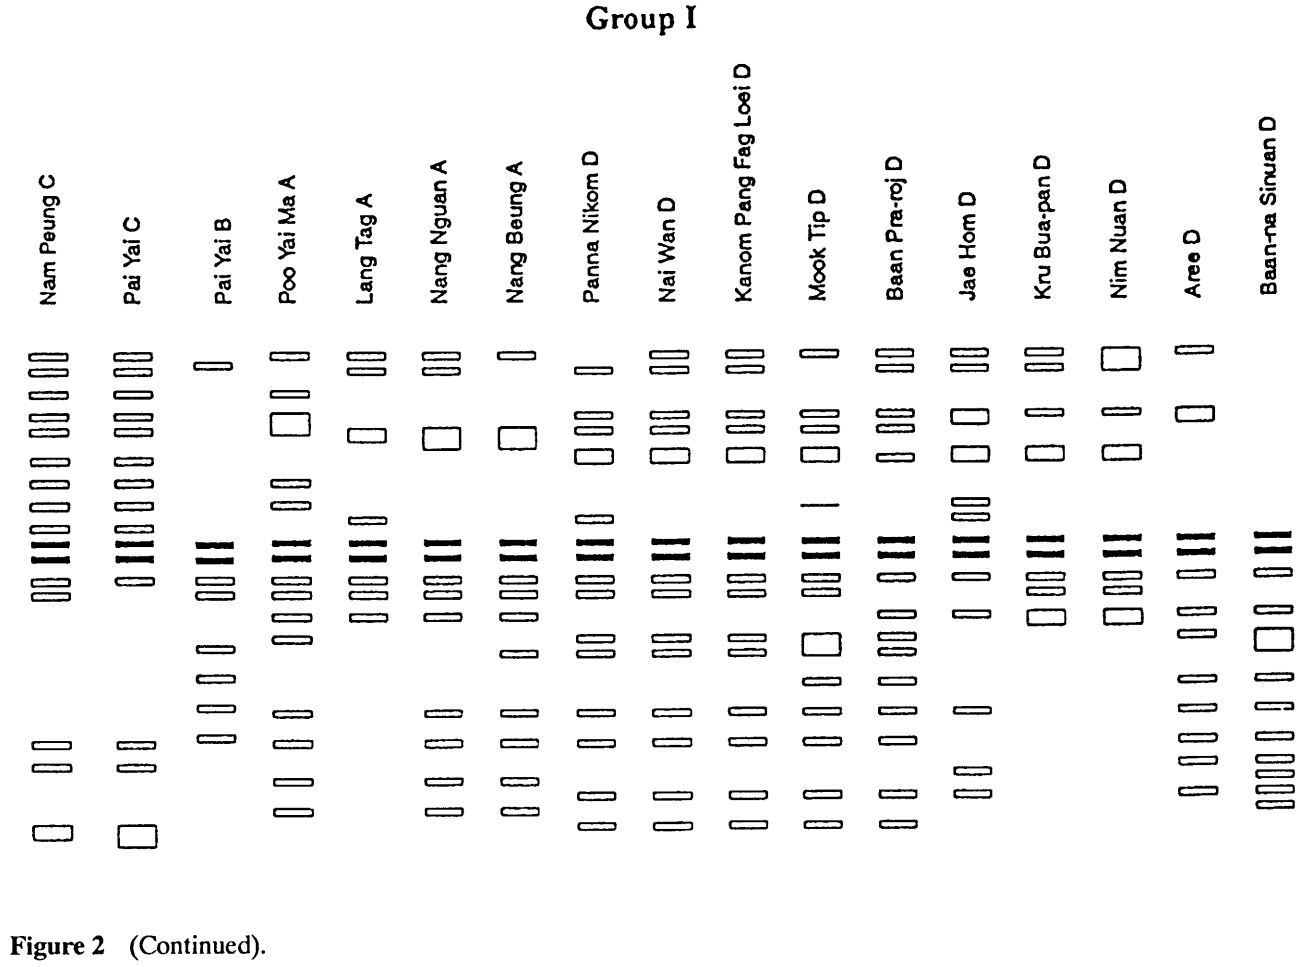 Group I
Nam Peung C
Pai Yai C
Pai Yai B
Poo Yai Ma A
Lang Tag A
Nang Nguan A
Nang Beung A
Panna Nikom D
Nai Wan D
Kanom Pang Fag Loei D
Mook Tip D
Baan Pra-roj D
Jae Hom D
Kru Bua-pan D
Nim Nuan D
Aree D
Baan-na Sinuan D
Figure 2 (Continued).